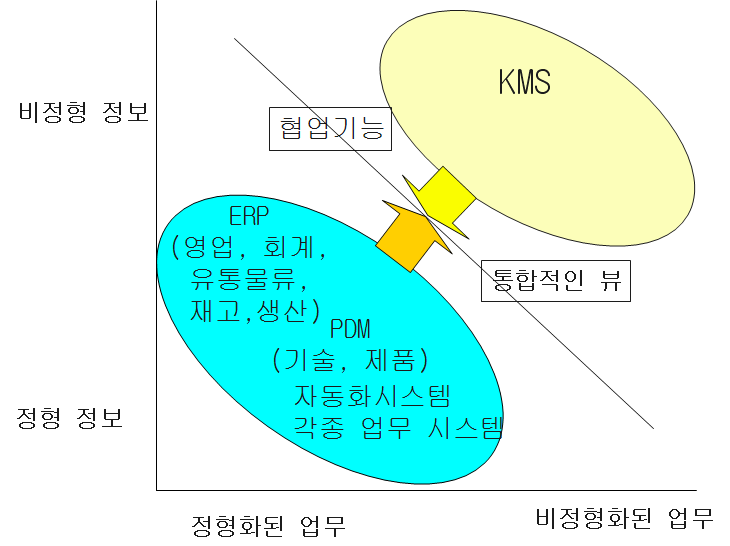 KMS
비정형 정보
협업기능
ERP
(영업, 회계,
유통물류,
재고,생산)
통합적인 뷰
PDM
(기술, 제품)
자동화시스템
각종 업무 시스템
정형 정보
정형화된 업무
비정형화된 업무